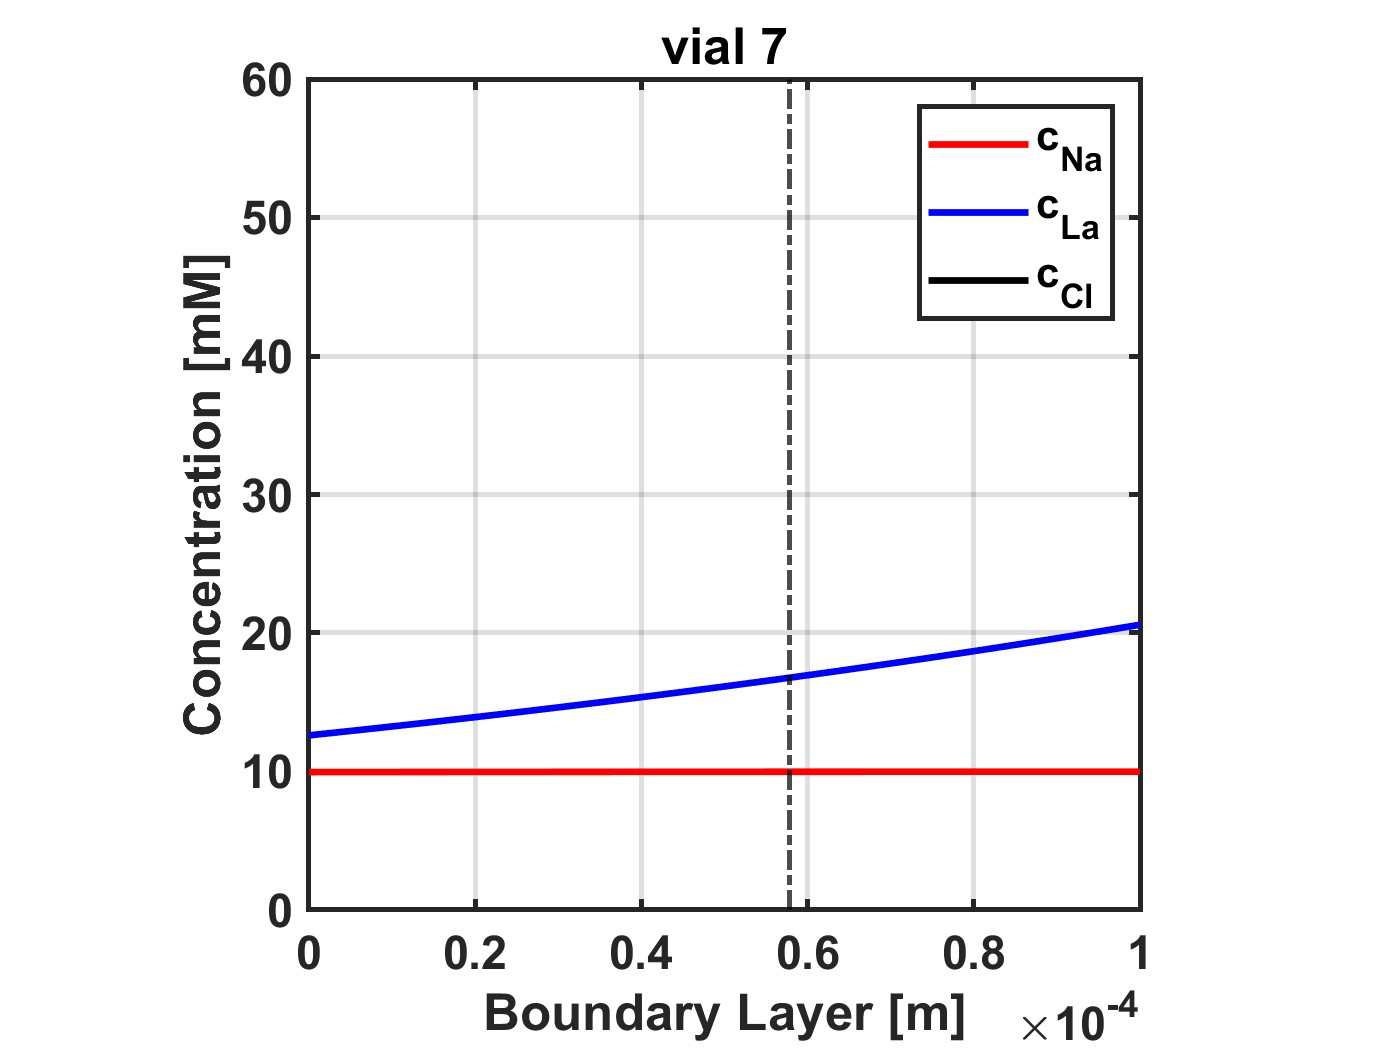 vial 7
60
50
40
30
20
10
0
Concentration [mM]
c_Na
c_La
c_Cl
0 0.2 0.4 0.6 0.8 1
Boundary Layer [m] ×10^-4